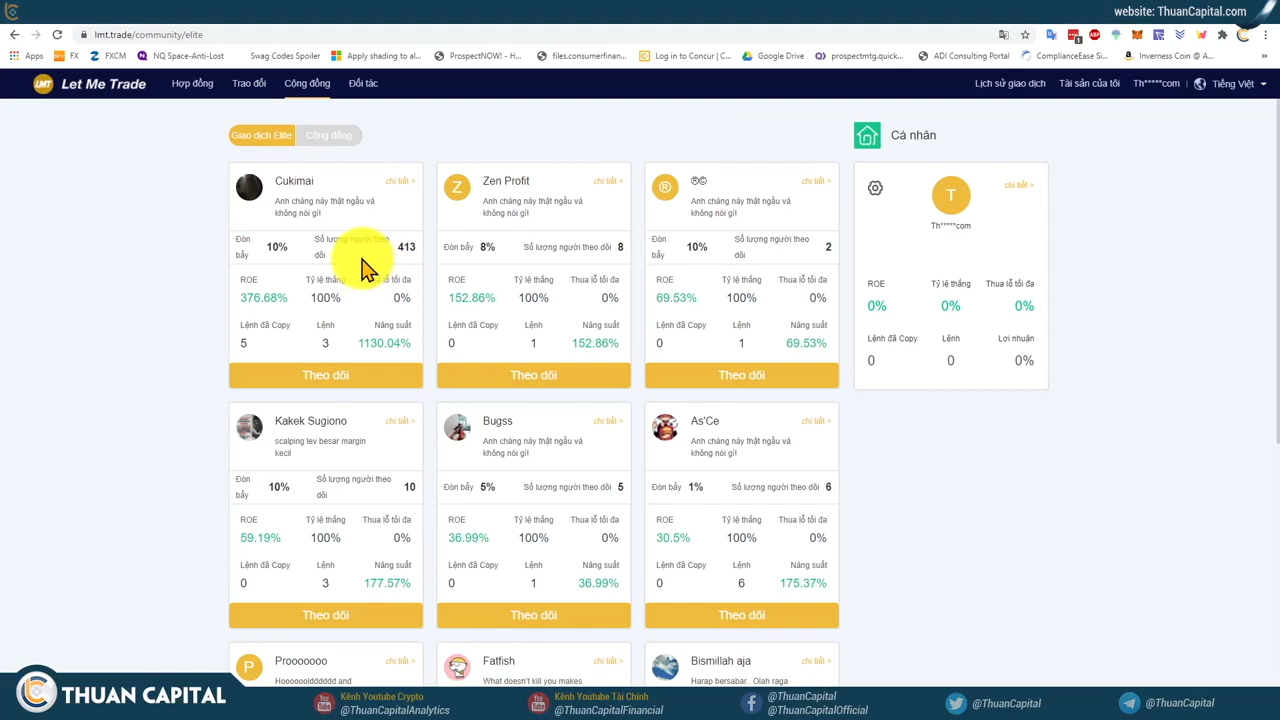 website: ThuanCapital.com
lmt.trade/community/elite
Apps
FX
FXCM
NQ Space-Anti-Lost
Swag Codes Spoiler
Apply shading to al...
ProspectNOW! - H...
files.consumerfinan...
Log in to Concur | C...
Google Drive
prospectmtg.quick...
ADI Consulting Portal
ComplianceEase Si...
Inverness Coin @ A...
LMT Let Me Trade
Hợp đồng
Trao đổi
Cộng đồng
Đối tác
Lịch sử giao dịch
Tài sản của tôi
Th*****com
Tiếng Việt
Giao dịch Elite
Cộng đồng
Cá nhân
Cukimai
chi tiết >
Anh chàng này thật ngầu và
không nói gì!
Đòn bẩy 10% Số lượng người theo dõi 413
ROE Tỷ lệ thắng Thua lỗ tối đa
376.68% 100% 0%
Lệnh đã Copy Lệnh Năng suất
5 3 1130.04%
Theo dõi
Z
Zen Profit
chi tiết >
Anh chàng này thật ngầu và
không nói gì!
Đòn bẩy 8% Số lượng người theo dõi 8
ROE Tỷ lệ thắng Thua lỗ tối đa
152.86% 100% 0%
Lệnh đã Copy Lệnh Năng suất
0 1 152.86%
Theo dõi
®
®©
chi tiết >
Anh chàng này thật ngầu và
không nói gì!
Đòn bẩy 10% Số lượng người theo dõi 2
ROE Tỷ lệ thắng Thua lỗ tối đa
69.53% 100% 0%
Lệnh đã Copy Lệnh Năng suất
0 1 69.53%
Theo dõi
T
chi tiết >
Th*****com
ROE Tỷ lệ thắng Thua lỗ tối đa
0% 0% 0%
Lệnh đã Copy Lệnh Lợi nhuận
0 0 0%
Kakek Sugiono
chi tiết >
scalping lev besar margin
kecil
Đòn bẩy 10% Số lượng người theo dõi 10
ROE Tỷ lệ thắng Thua lỗ tối đa
59.19% 100% 0%
Lệnh đã Copy Lệnh Năng suất
0 3 177.57%
Theo dõi
Bugss
chi tiết >
Anh chàng này thật ngầu và
không nói gì!
Đòn bẩy 5% Số lượng người theo dõi 5
ROE Tỷ lệ thắng Thua lỗ tối đa
36.99% 100% 0%
Lệnh đã Copy Lệnh Năng suất
0 1 36.99%
Theo dõi
As'Ce
chi tiết >
Anh chàng này thật ngầu và
không nói gì!
Đòn bẩy 1% Số lượng người theo dõi 6
ROE Tỷ lệ thắng Thua lỗ tối đa
30.5% 100% 0%
Lệnh đã Copy Lệnh Năng suất
0 6 175.37%
Theo dõi
P
Prooooooo
chi tiết >
Hooooooldddddd and
Fatfish
chi tiết >
What doesn't kill you makes
Bismillah aja
chi tiết >
Harap bersabar.. Olah raga
THUAN CAPITAL
Kênh Youtube Crypto
@ThuanCapitalAnalytics
Kênh Youtube Tài Chính
@ThuanCapitalFinancial
@ThuanCapital
@ThuanCapitalOfficial
@ThuanCapital
@ThuanCapital